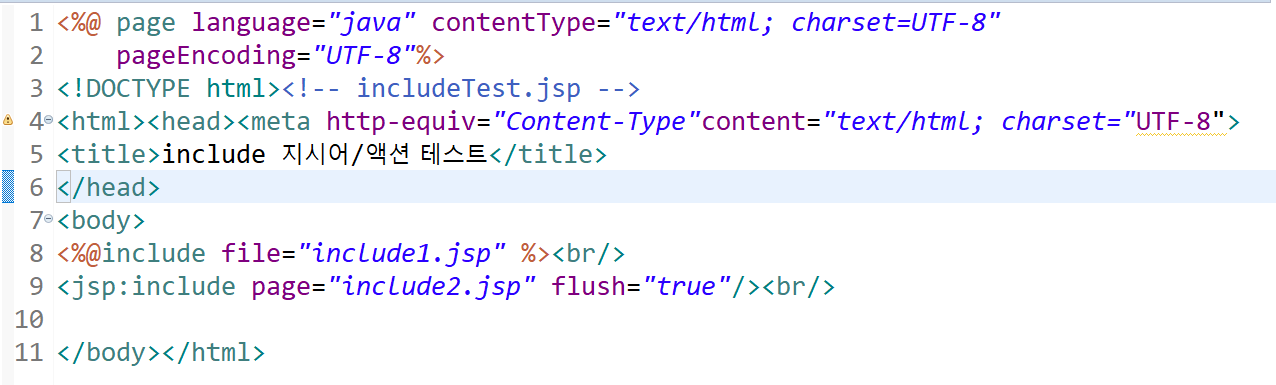 1 <%@ page language="java" contentType="text/html; charset=UTF-8"
2 pageEncoding="UTF-8"%>
3 <!DOCTYPE html><!-- includeTest.jsp -->
4 <html><head><meta http-equiv="Content-Type"content="text/html; charset="UTF-8">
5 <title>include 지시어/액션 테스트</title>
6 </head>
7 <body>
8 <%@include file="include1.jsp" %><br/>
9 <jsp:include page="include2.jsp" flush="true"/><br/>
10
11 </body></html>